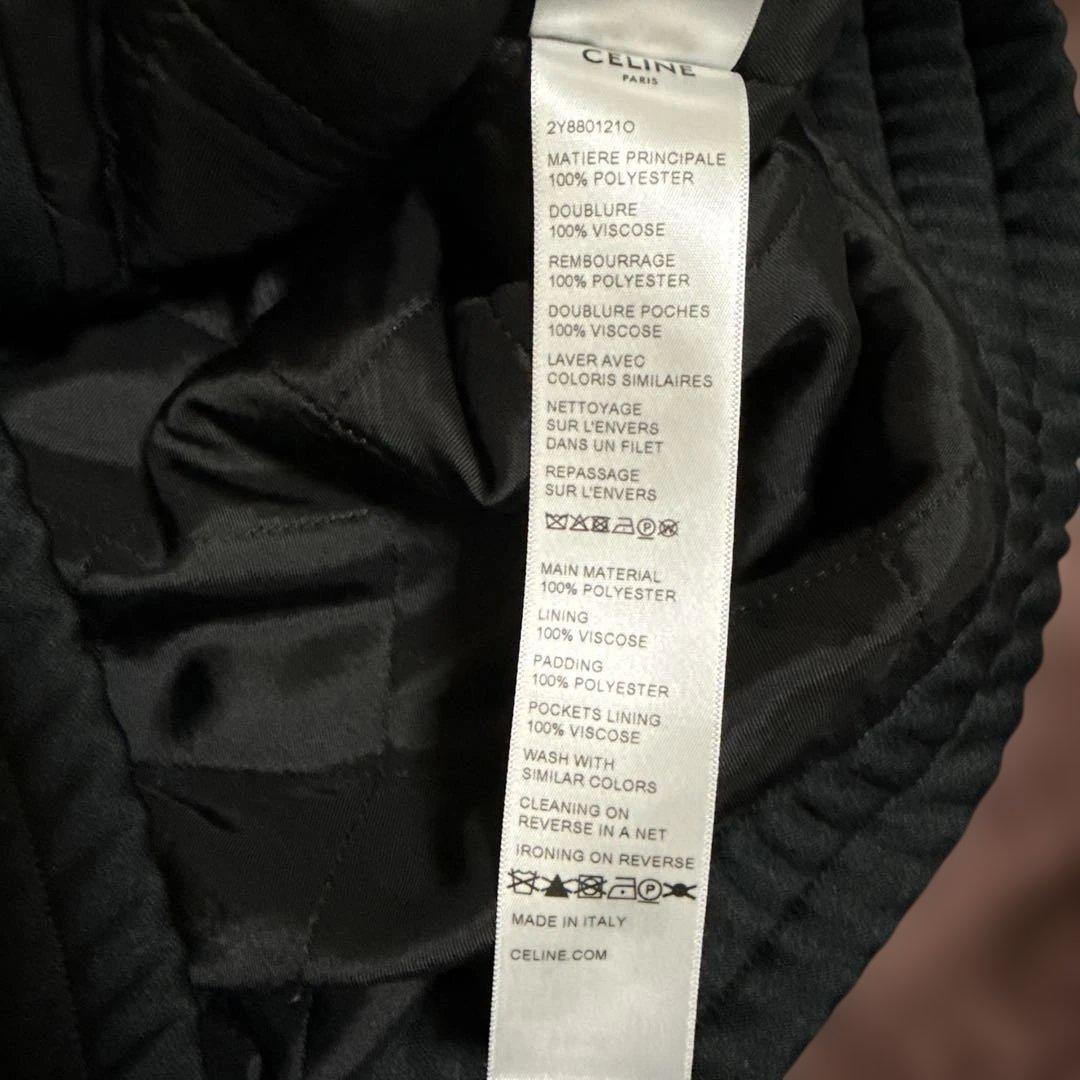 CELINE
PARIS
2Y880121O
MATIERE PRINCIPALE
100% POLYESTER
DOUBLURE
100% VISCOSE
REMBOURRAGE
100% POLYESTER
DOUBLURE POCHES
100% VISCOSE
LAVER AVEC
COLORIS SIMILAIRES
NETTOYAGE
SUR L'ENVERS
DANS UN FILET
REPASSAGE
SUR L'ENVERS
P W
MAIN MATERIAL
100% POLYESTER
LINING
100% VISCOSE
PADDING
100% POLYESTER
POCKETS LINING
100% VISCOSE
WASH WITH
SIMILAR COLORS
CLEANING ON
REVERSE IN A NET
IRONING ON REVERSE
P
MADE IN ITALY
CELINE.COM